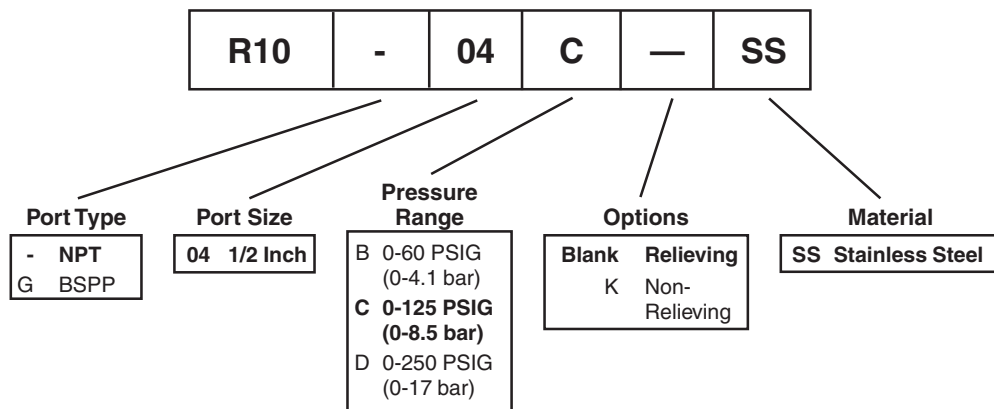 R10 - 04 C — SS
Port Type
- NPT
G BSPP
Port Size
04 1/2 Inch
Pressure
Range
B 0-60 PSIG
(0-4.1 bar)
C 0-125 PSIG
(0-8.5 bar)
D 0-250 PSIG
(0-17 bar)
Options
Blank Relieving
K Non-
Relieving
Material
SS Stainless Steel